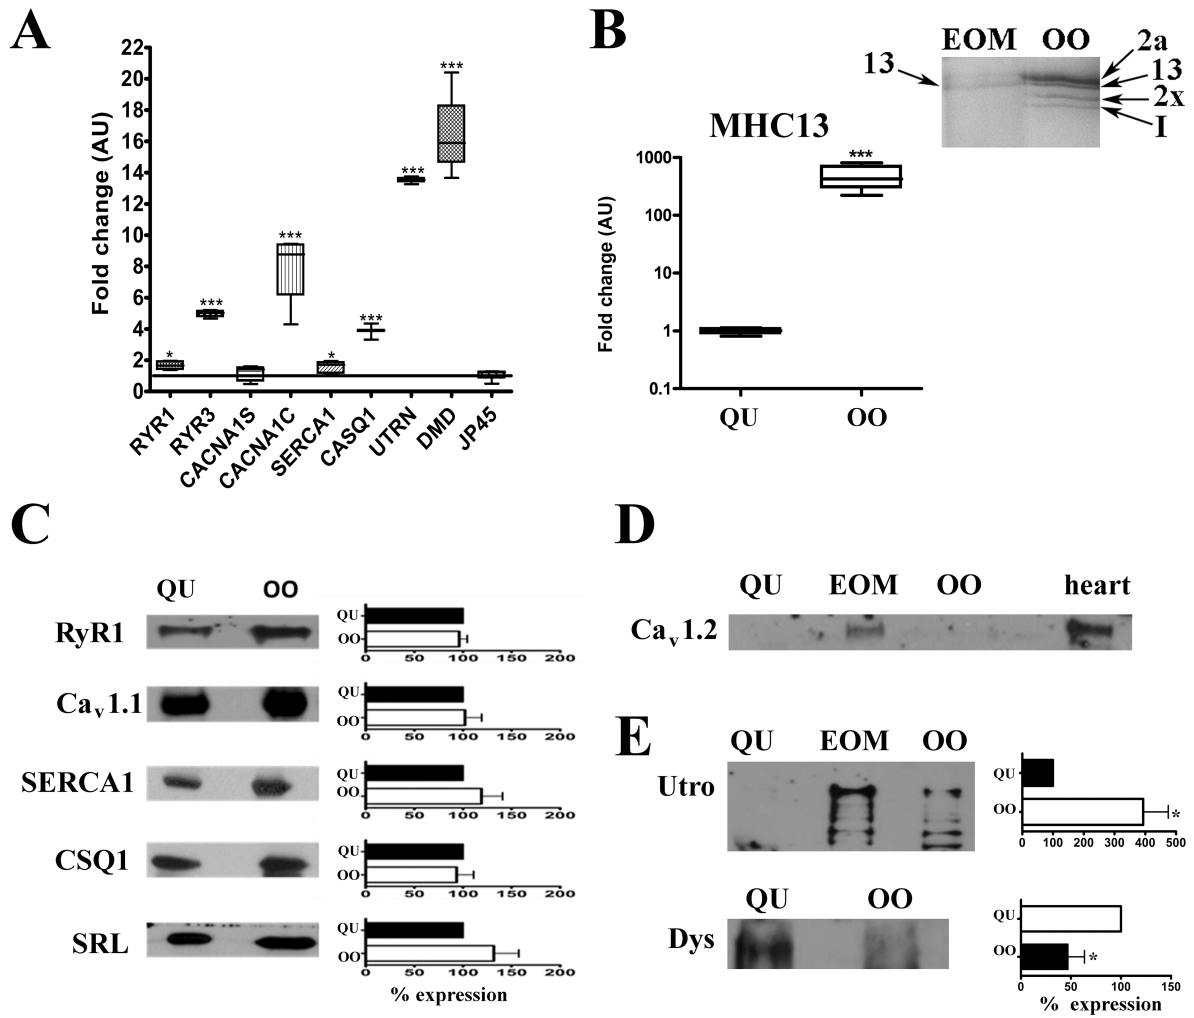 A
Fold change (AU)
22
20
18
16
14
12
10
8
6
4
2
0
* *** *** * *** *** ***
RYR1 RYR3 CACNA1S CACNA1C SERCA1 CASQ1 UTRN DMD JP45
B
EOM OO
13
2a
13
2x
I
MHC13
Fold change (AU)
1000
100
10
1
0.1
***
QU OO
C
QU OO
RyR1
QU
OO
0 50 100 150 200
Cav1.1
QU
OO
0 50 100 150 200
SERCA1
QU
OO
0 50 100 150 200
CSQ1
QU
OO
0 50 100 150 200
SRL
QU
OO
0 50 100 150 200
% expression
D
QU EOM OO heart
Cav1.2
E
QU EOM OO
Utro
QU
OO *
0 100 200 300 400 500
QU OO
Dys
QU
OO *
0 50 100 150
% expression